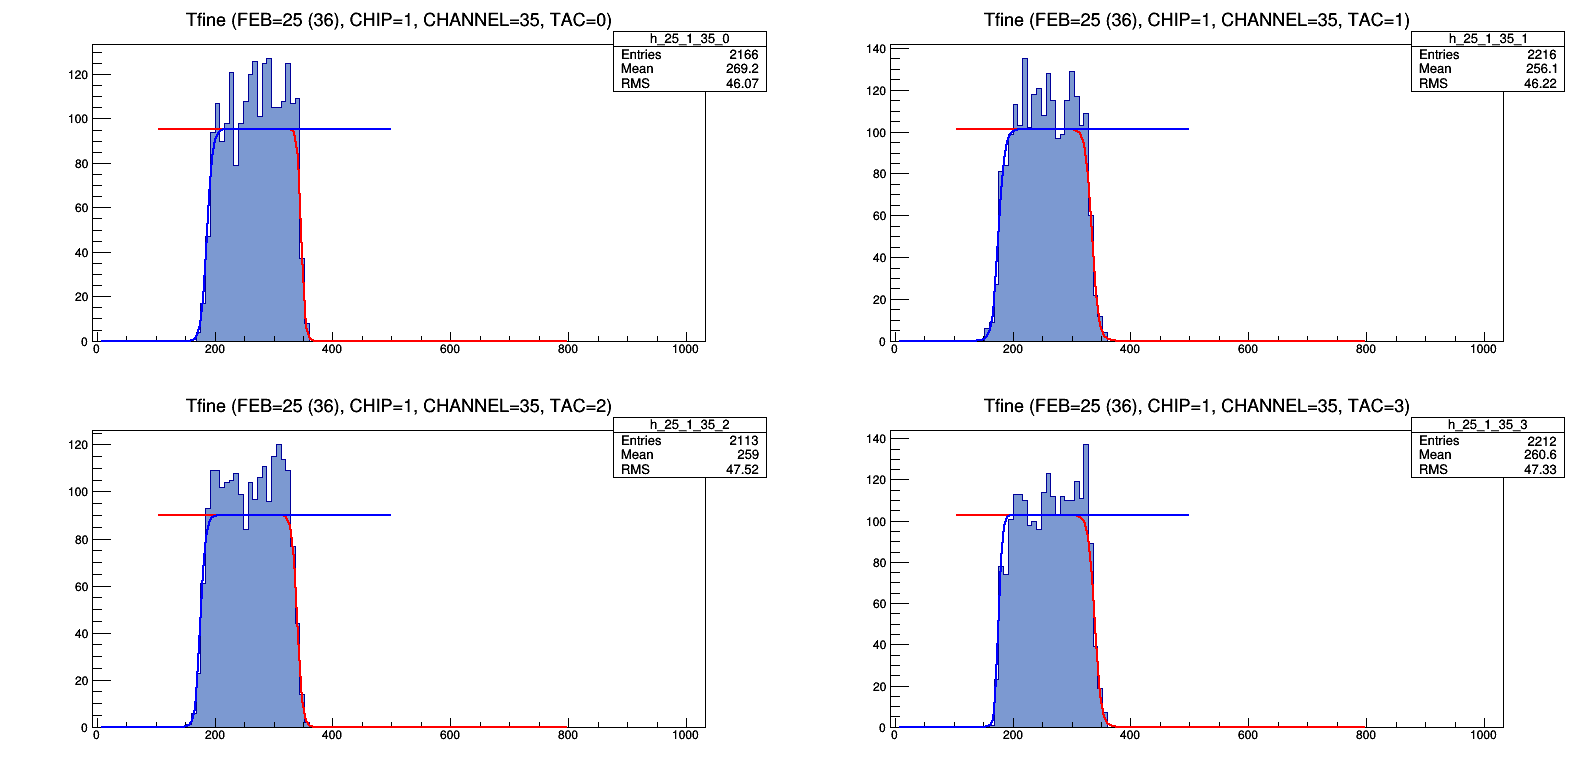 Tfine (FEB=25 (36), CHIP=1, CHANNEL=35, TAC=0)
h_25_1_35_0
Entries 2166
Mean 269.2
RMS 46.07
120
100
80
60
40
20
0
0 200 400 600 800 1000
Tfine (FEB=25 (36), CHIP=1, CHANNEL=35, TAC=1)
h_25_1_35_1
Entries 2216
Mean 256.1
RMS 46.22
140
120
100
80
60
40
20
0
0 200 400 600 800 1000
Tfine (FEB=25 (36), CHIP=1, CHANNEL=35, TAC=2)
h_25_1_35_2
Entries 2113
Mean 259
RMS 47.52
120
100
80
60
40
20
0
0 200 400 600 800 1000
Tfine (FEB=25 (36), CHIP=1, CHANNEL=35, TAC=3)
h_25_1_35_3
Entries 2212
Mean 260.6
RMS 47.33
140
120
100
80
60
40
20
0
0 200 400 600 800 1000